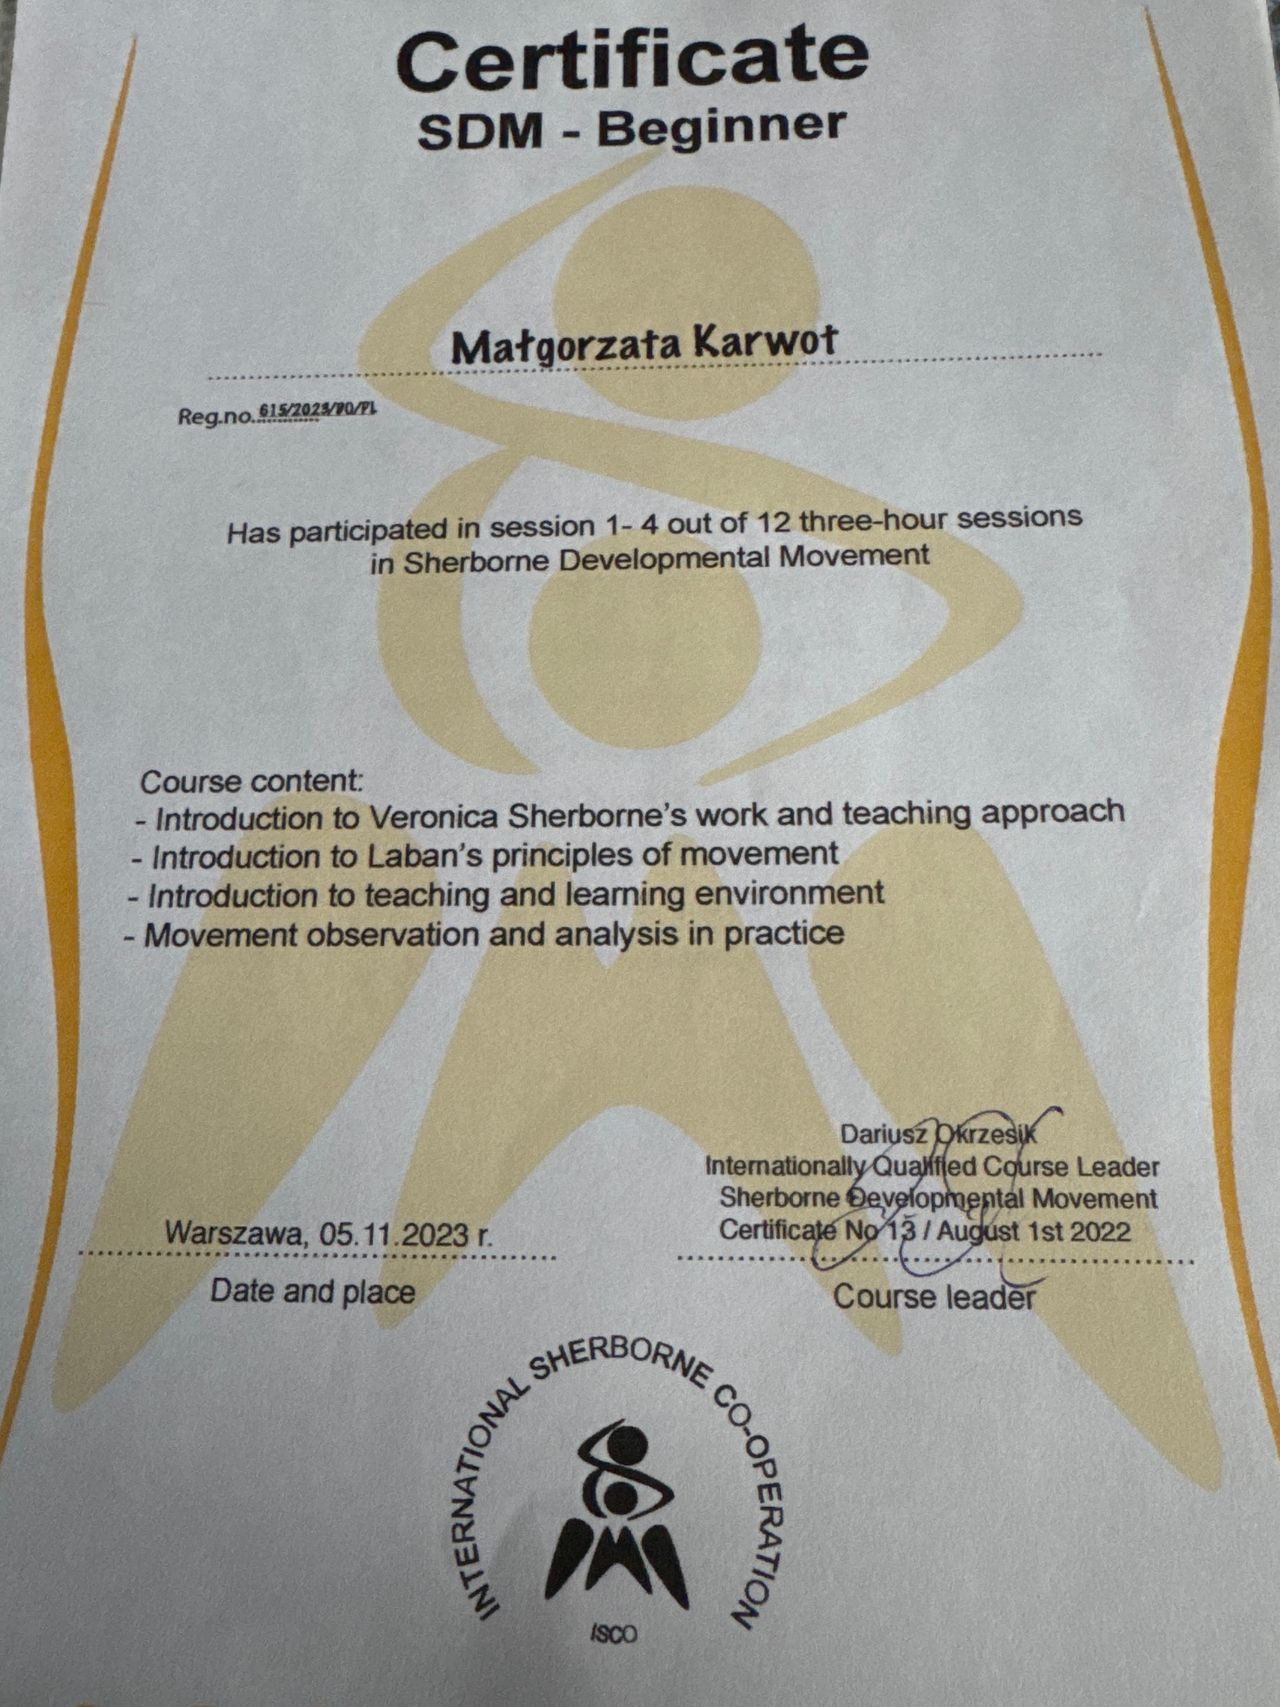 Certificate
SDM - Beginner
Małgorzata Karwot
Reg.no. 615/2023/DO/PL
Has participated in session 1- 4 out of 12 three-hour sessions
in Sherborne Developmental Movement
Course content:
- Introduction to Veronica Sherborne's work and teaching approach
- Introduction to Laban's principles of movement
- Introduction to teaching and learning environment
- Movement observation and analysis in practice
Dariusz Okrzesik
Internationally Qualified Course Leader
Sherborne Developmental Movement
Certificate No 13 / August 1st 2022
Warszawa, 05.11.2023 r.
Date and place
Course leader
INTERNATIONAL SHERBORNE CO-OPERATION
ISCO